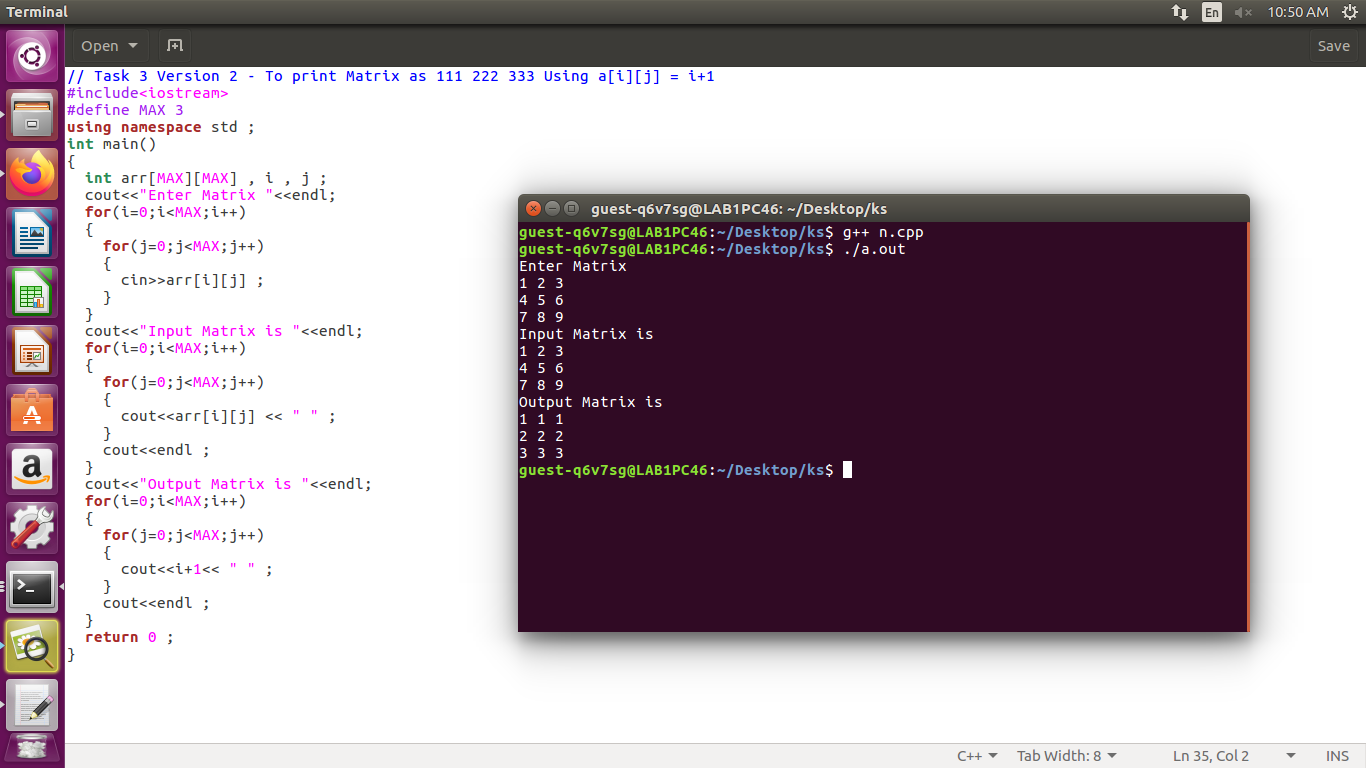 Terminal
En
10:50 AM
Open
Save
// Task 3 Version 2 - To print Matrix as 111 222 333 Using a[i][j] = i+1
#include<iostream>
#define MAX 3
using namespace std ;
int main()
{
  int arr[MAX][MAX] , i , j ;
  cout<<"Enter Matrix "<<endl;
  for(i=0;i<MAX;i++)
  {
    for(j=0;j<MAX;j++)
    {
      cin>>arr[i][j] ;
    }
  }
  cout<<"Input Matrix is "<<endl;
  for(i=0;i<MAX;i++)
  {
    for(j=0;j<MAX;j++)
    {
      cout<<arr[i][j] << " " ;
    }
    cout<<endl ;
  }
  cout<<"Output Matrix is "<<endl;
  for(i=0;i<MAX;i++)
  {
    for(j=0;j<MAX;j++)
    {
      cout<<i+1<< " " ;
    }
    cout<<endl ;
  }
  return 0 ;
}
guest-q6v7sg@LAB1PC46: ~/Desktop/ks
guest-q6v7sg@LAB1PC46:~/Desktop/ks$ g++ n.cpp
guest-q6v7sg@LAB1PC46:~/Desktop/ks$ ./a.out
Enter Matrix
1 2 3
4 5 6
7 8 9
Input Matrix is
1 2 3
4 5 6
7 8 9
Output Matrix is
1 1 1
2 2 2
3 3 3
guest-q6v7sg@LAB1PC46:~/Desktop/ks$
a
C++
Tab Width: 8
Ln 35, Col 2
INS